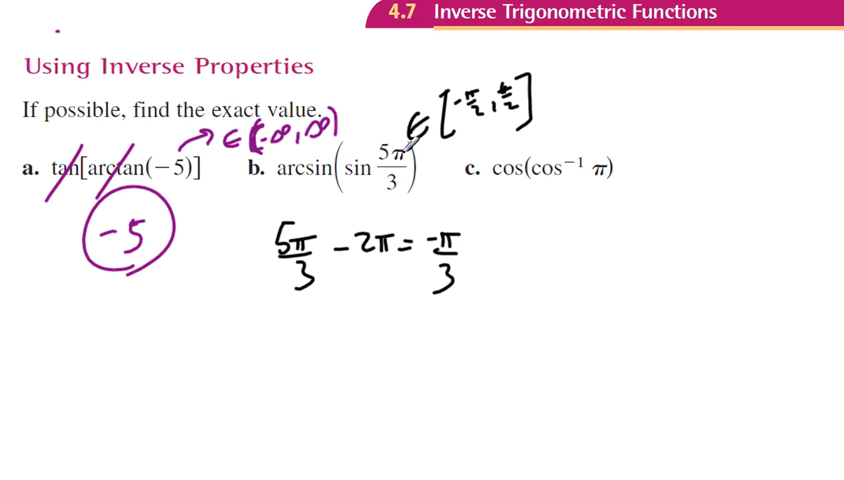 4.7 Inverse Trigonometric Functions
Using Inverse Properties
If possible, find the exact value.
∈ [-π/2, π/2]
∈ (-∞, ∞)
a. tan[arctan(−5)] b. arcsin(sin 5π/3) c. cos(cos⁻¹ π)
-5
5π/3 - 2π = -π/3